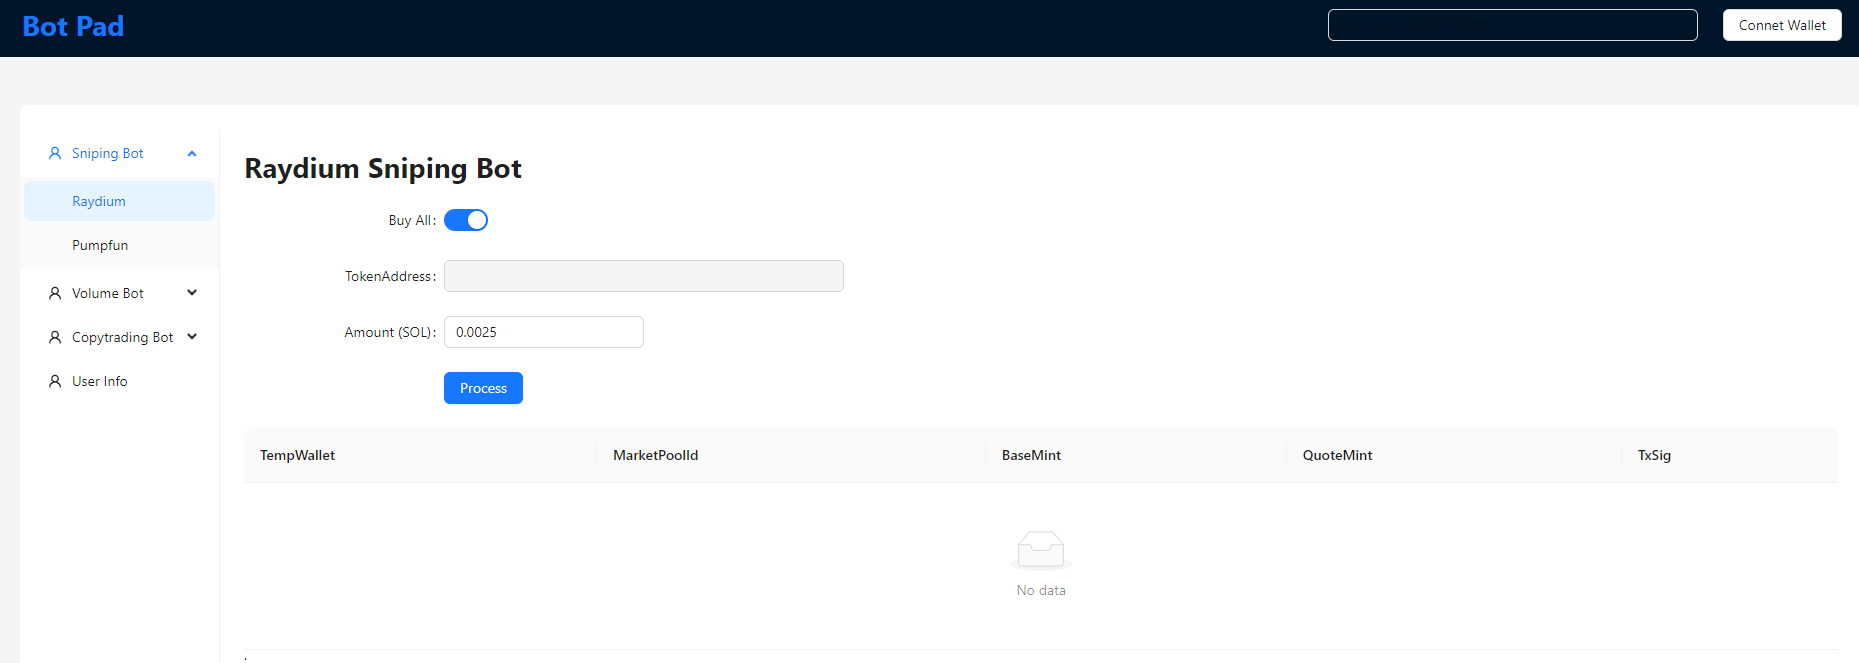 Bot Pad
Connet Wallet
Sniping Bot
Raydium
Pumpfun
Volume Bot
Copytrading Bot
User Info
Raydium Sniping Bot
Buy All:
TokenAddress:
Amount (SOL): 0.0025
Process
TempWallet MarketPoolId BaseMint QuoteMint TxSig
No data